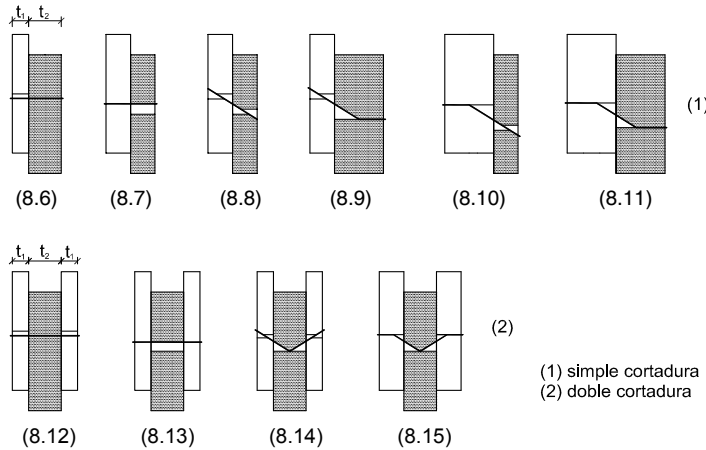 t1 t2
(1)
(8.6) (8.7) (8.8) (8.9) (8.10) (8.11)
t1 t2 t1
(2)
(1) simple cortadura
(2) doble cortadura
(8.12) (8.13) (8.14) (8.15)